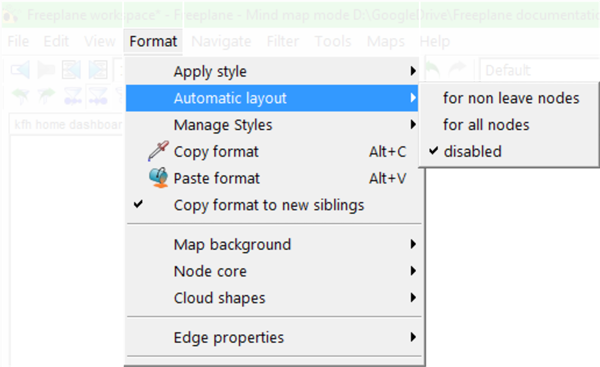 Freeplane workspace* - Freeplane - Mind map mode D:\GoogleDrive\Freeplane documentatio
File Edit View Format Navigate Filter Tools Maps Help
Default
kfh home dashboar
Apply style
Automatic layout
Manage Styles
Copy format Alt+C
Paste format Alt+V
Copy format to new siblings
Map background
Node core
Cloud shapes
Edge properties
for non leave nodes
for all nodes
disabled